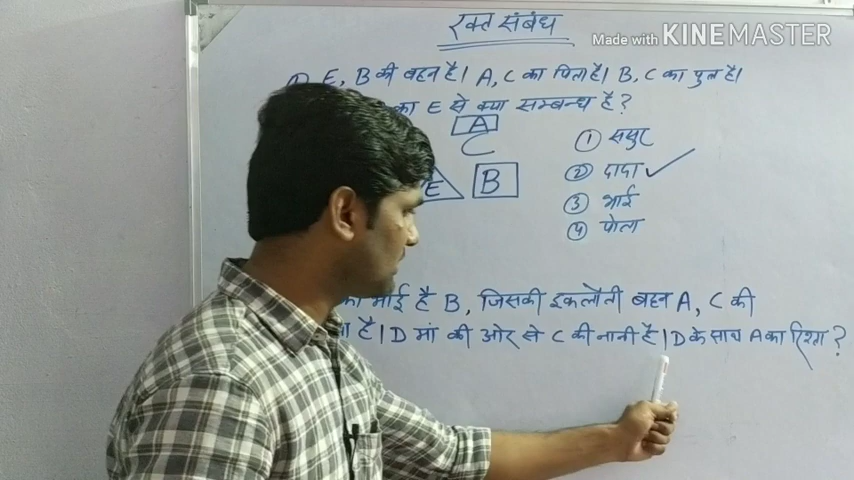 रक्त संबंध
Made with KINEMASTER
E, B की बहन है। A, C का पिता है। B, C का पुत्र है।
का E से क्या सम्बन्ध है?
A
① ससुर
C
② दादा ✓
E B
③ भाई
④ पोता
का भाई है B, जिसकी इकलौती बहन A, C की
है। D मां की ओर से C की नानी है। D के साथ A का रिश्ता?